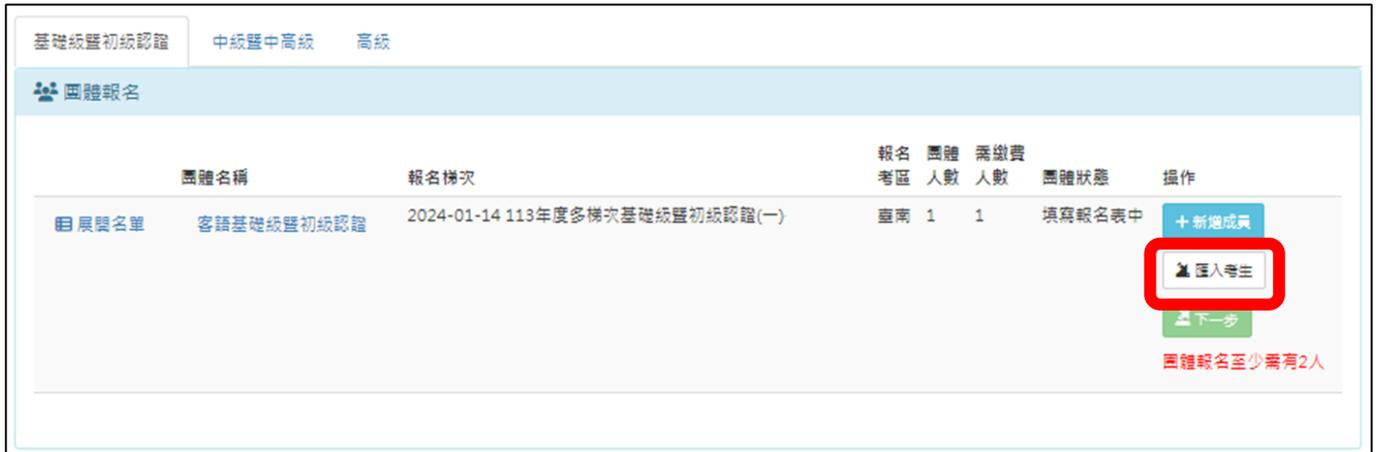 基礎級暨初級認證 中級暨中高級 高級
團體報名
團體名稱 報名梯次 報名考區 團體人數 需繳費人數 團體狀態 操作
展開名單 客語基礎級暨初級認證 2024-01-14 113年度多梯次基礎級暨初級認證(一) 臺南 1 1 填寫報名表中 +新增成員
匯入考生
下一步
團體報名至少需有2人